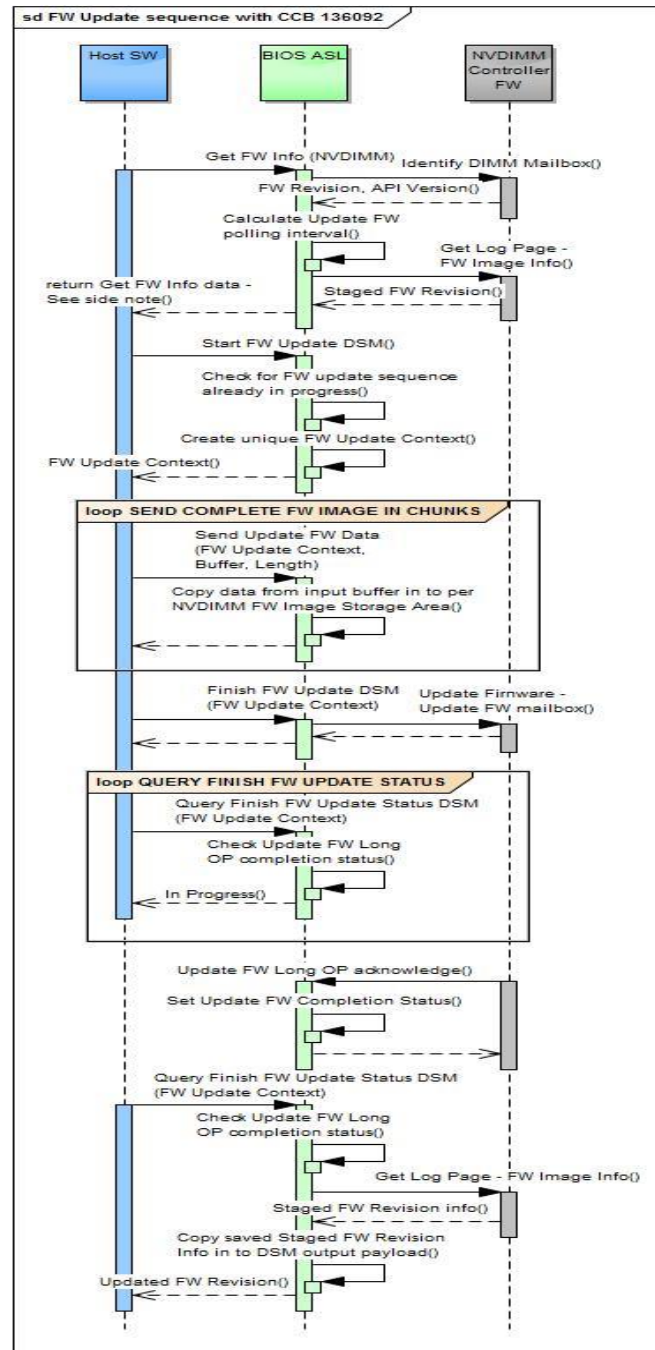 sd FW Update sequence with CCB 136092
Host SW
BIOS ASL
NVDIMM
Controller
FW
Get FW Info (NVDIMM)
Identify DIMM Mailbox()
FW Revision, API Version()
Calculate Update FW
polling interval()
Get Log Page -
FW Image Info()
return Get FW Info data -
See side note()
Staged FW Revision()
Start FW Update DSM()
Check for FW update sequence
already in progress()
Create unique FW Update Context()
FW Update Context()
loop SEND COMPLETE FW IMAGE IN CHUNKS
Send Update FW Data
(FW Update Context,
Buffer, Length)
Copy data from input buffer in to per
NVDIMM FW Image Storage Area()
Finish FW Update DSM
(FW Update Context)
Update Firnware -
Update FW mailbox()
loop QUERY FINISH FW UPDATE STATUS
Query Finish FW Update Status DSM
(FW Update Context)
Check Update FW Long
OP completion status()
In Progress()
Update FW Long OP acknowledge()
Set Update FW Completion Status()
Query Finish FW Update Status DSM
(FW Update Context)
Check Update FW Long
OP completion status()
Get Log Page - FW Image Info()
Staged FW Revision info()
Copy saved Staged FW Revision
Info in to DSM output payload()
Updated FW Revision()